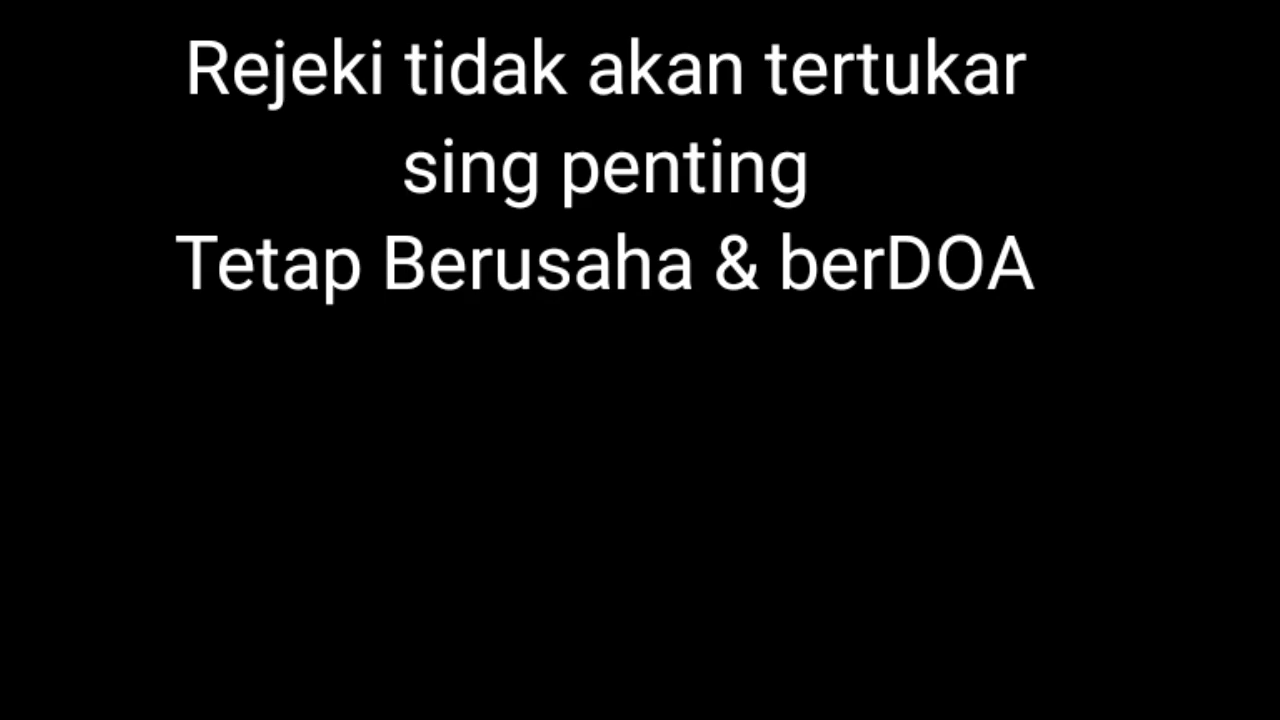 Rejeki tidak akan tertukar
sing penting
Tetap Berusaha & berDOA